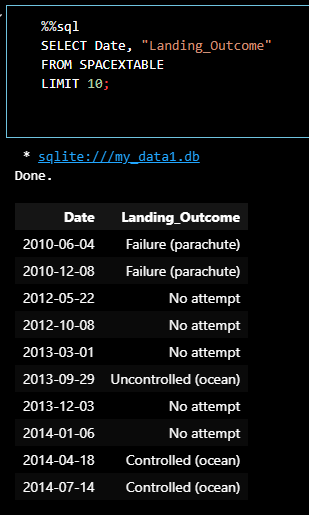 %%sql
SELECT Date, "Landing_Outcome"
FROM SPACEXTABLE
LIMIT 10;
* sqlite:///my_data1.db
Done.
Date Landing_Outcome
2010-06-04 Failure (parachute)
2010-12-08 Failure (parachute)
2012-05-22 No attempt
2012-10-08 No attempt
2013-03-01 No attempt
2013-09-29 Uncontrolled (ocean)
2013-12-03 No attempt
2014-01-06 No attempt
2014-04-18 Controlled (ocean)
2014-07-14 Controlled (ocean)